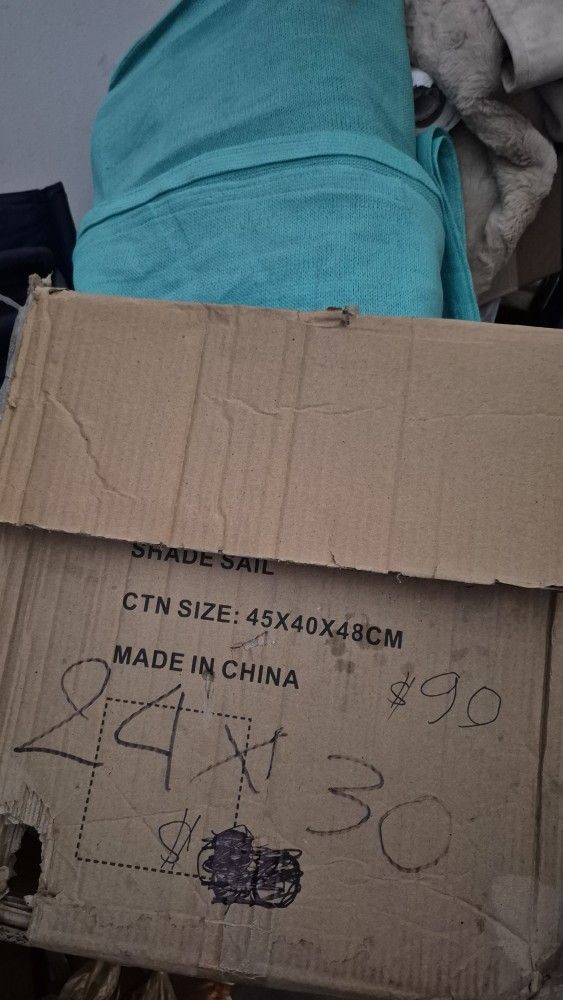 SHADE SAIL
CTN SIZE: 45X40X48CM
MADE IN CHINA
$90
24 X 30
$